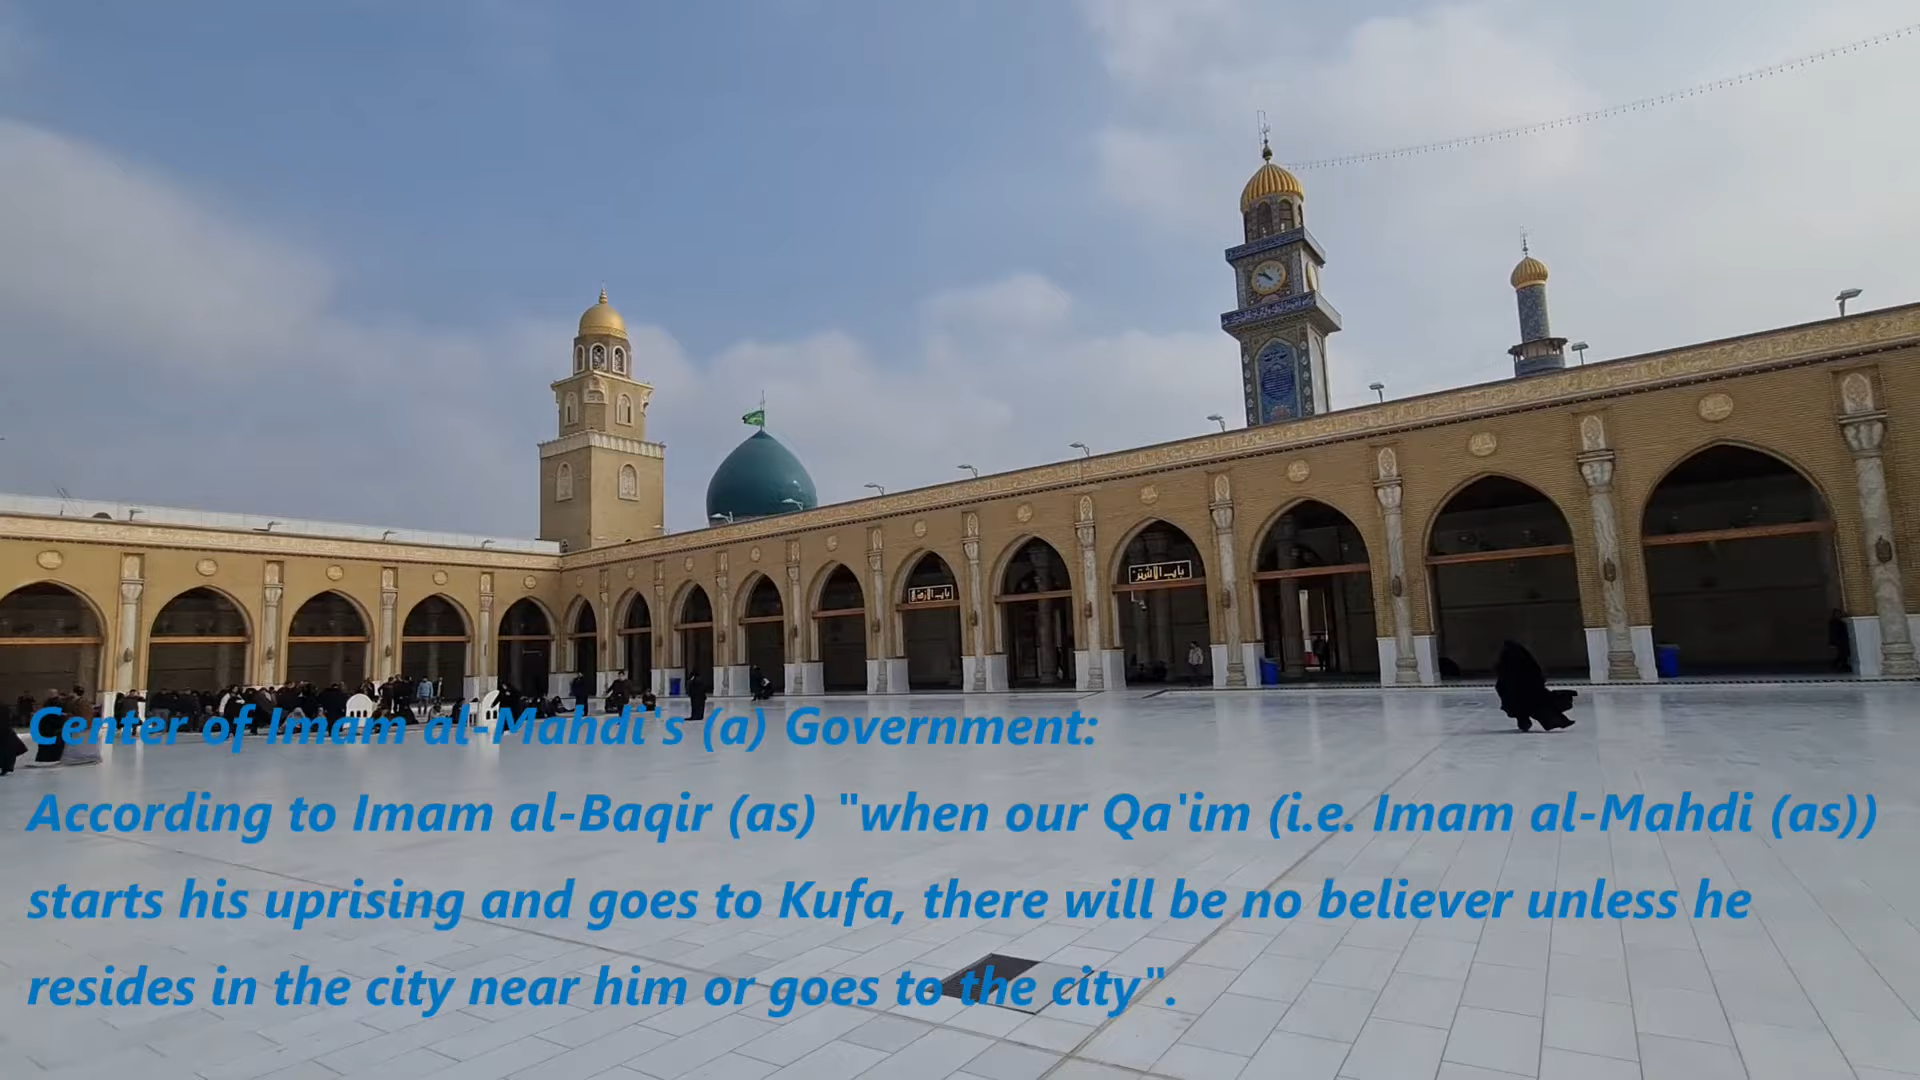 باب الاشتر
Center of Imam al-Mahdi's (a) Government:
According to Imam al-Baqir (as) "when our Qa'im (i.e. Imam al-Mahdi (as))
starts his uprising and goes to Kufa, there will be no believer unless he
resides in the city near him or goes to the city".